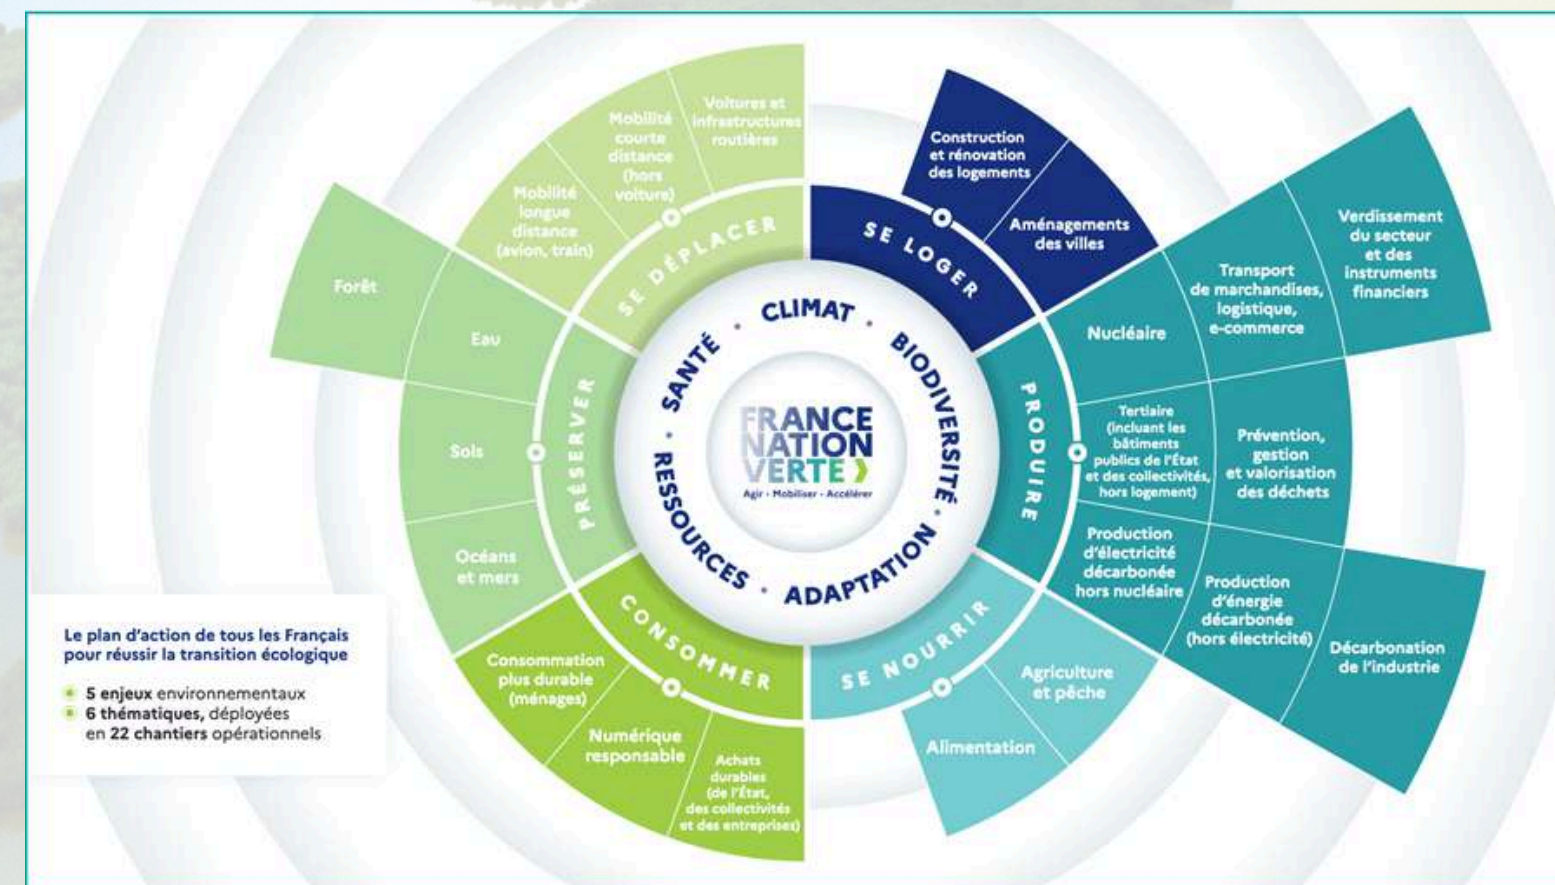 Voitures et
infrastructures
routières
Mobilité
courte
distance
(hors
voiture)
Mobilité
longue
distance
(avion, train)
SE DÉPLACER
Construction
et rénovation
des logements
Aménagements
des villes
SE LOGER
Nucléaire
Transport
de marchandises,
logistique,
e-commerce
Verdissement
du secteur
et des
instruments
financiers
Tertiaire
(incluant les
bâtiments
publics de l'État
et des collectivités,
hors logement)
Prévention,
gestion
et valorisation
des déchets
Production
d'électricité
décarbonée
hors nucléaire
Production
d'énergie
décarbonée
(hors électricité)
Décarbonation
de l'industrie
PRODUIRE
Agriculture
et pêche
Alimentation
SE NOURRIR
Achats
durables
(de l'État,
des collectivités
et des entreprises)
Numérique
responsable
Consommation
plus durable
(ménages)
CONSOMMER
Océans
et mers
Sols
Eau
Forêt
PRÉSERVER
SANTÉ • CLIMAT • BIODIVERSITÉ • ADAPTATION • RESSOURCES •
FRANCE
NATION
VERTE
Agir • Mobiliser • Accélérer
Le plan d'action de tous les Français
pour réussir la transition écologique
5 enjeux environnementaux
6 thématiques, déployées
en 22 chantiers opérationnels